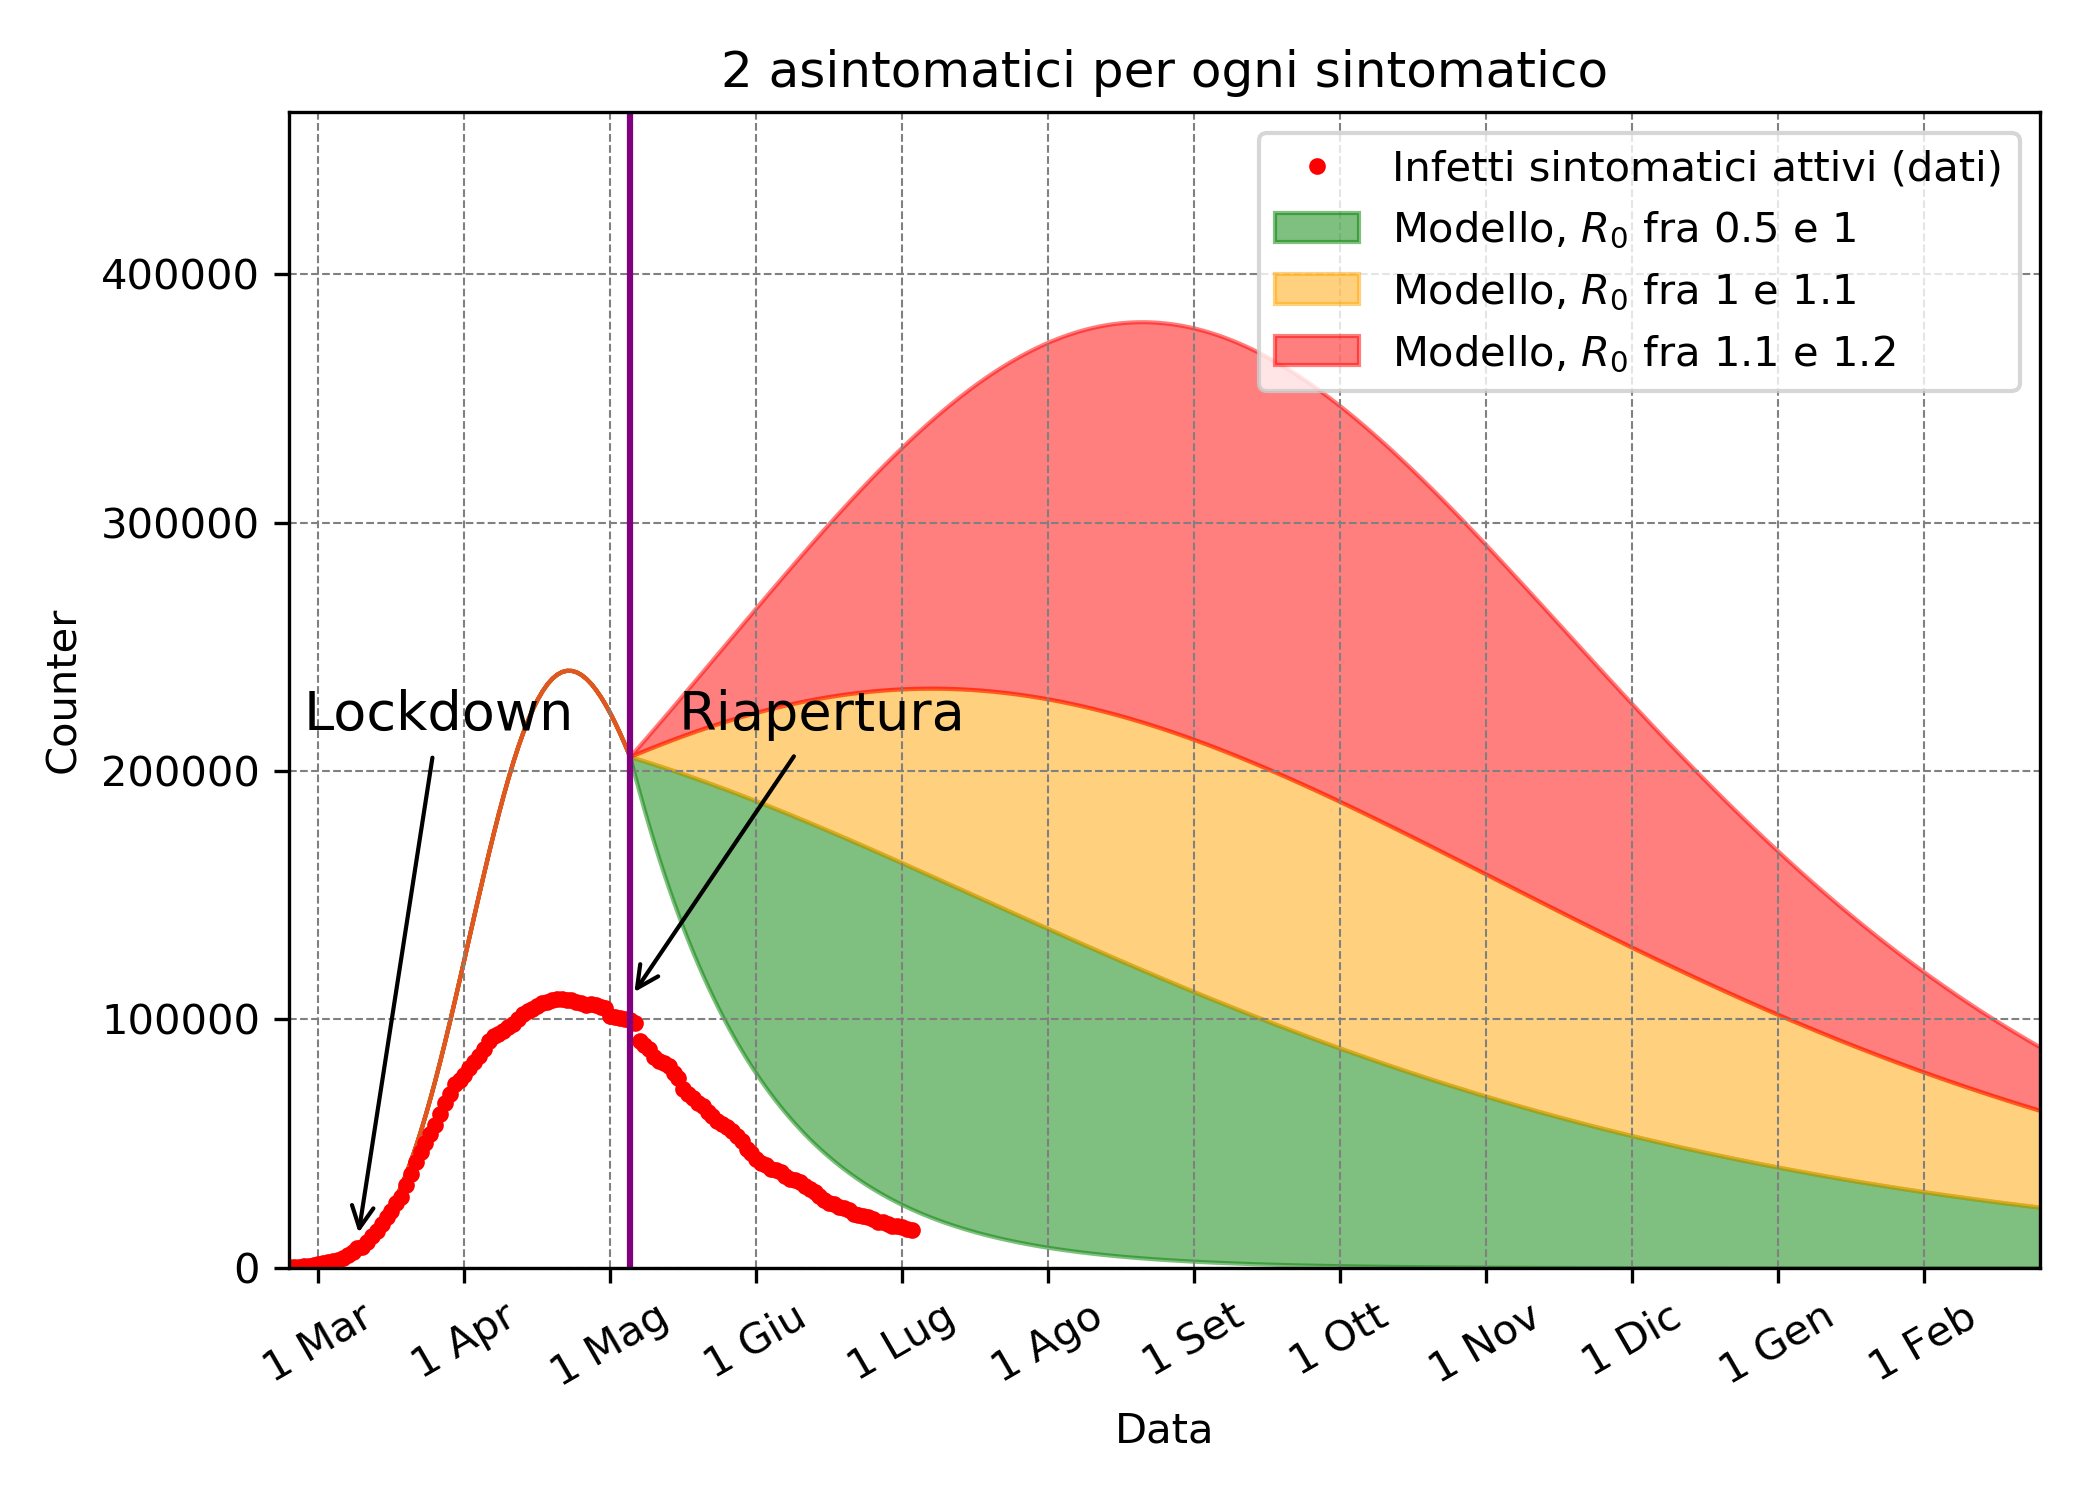 2 asintomatici per ogni sintomatico
Infetti sintomatici attivi (dati)
Modello, R0 fra 0.5 e 1
Modello, R0 fra 1 e 1.1
Modello, R0 fra 1.1 e 1.2
Counter
400000
300000
200000
100000
0
Lockdown
Riapertura
1 Mar
1 Apr
1 Mag
1 Giu
1 Lug
1 Ago
1 Set
1 Ott
1 Nov
1 Dic
1 Gen
1 Feb
Data